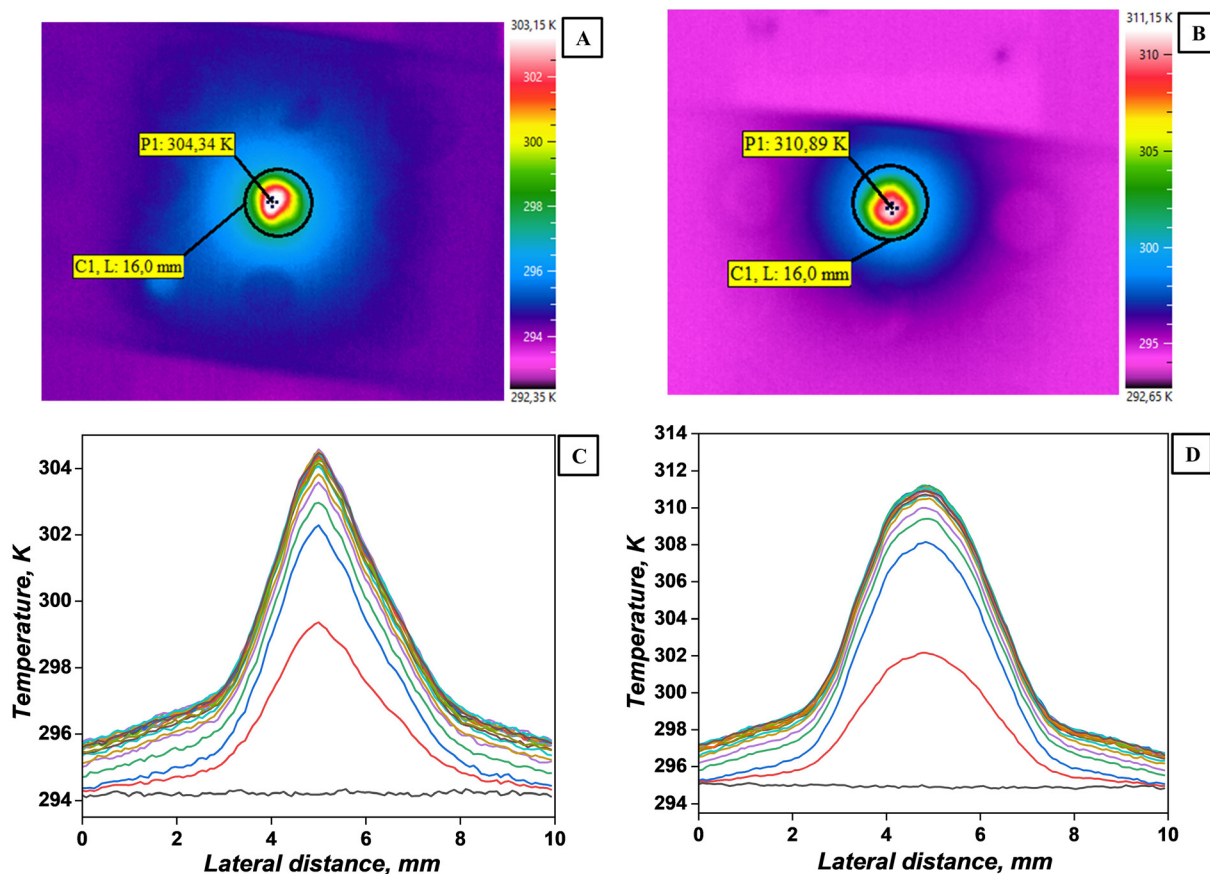 303,15 K
A
302
300
298
296
294
292,35 K
P1: 304,34 K
C1, L: 16,0 mm
311,15 K
B
310
305
300
295
292,65 K
P1: 310,89 K
C1, L: 16,0 mm
C
304
302
300
298
296
294
0
2
4
6
8
10
Temperature, K
Lateral distance, mm
D
314
312
310
308
306
304
302
300
298
296
294
0
2
4
6
8
10
Temperature, K
Lateral distance, mm